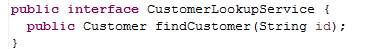 public interface CustomerLookupService {
  public Customer findCustomer(String id);
}